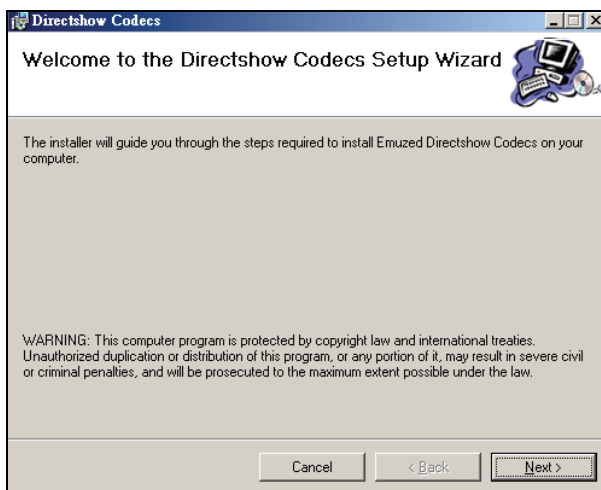 Directshow Codecs
Welcome to the Directshow Codecs Setup Wizard
The installer will guide you through the steps required to install Emuzed Directshow Codecs on your
computer.
WARNING: This computer program is protected by copyright law and international treaties.
Unauthorized duplication or distribution of this program, or any portion of it, may result in severe civil
or criminal penalties, and will be prosecuted to the maximum extent possible under the law.
Cancel
< Back
Next >